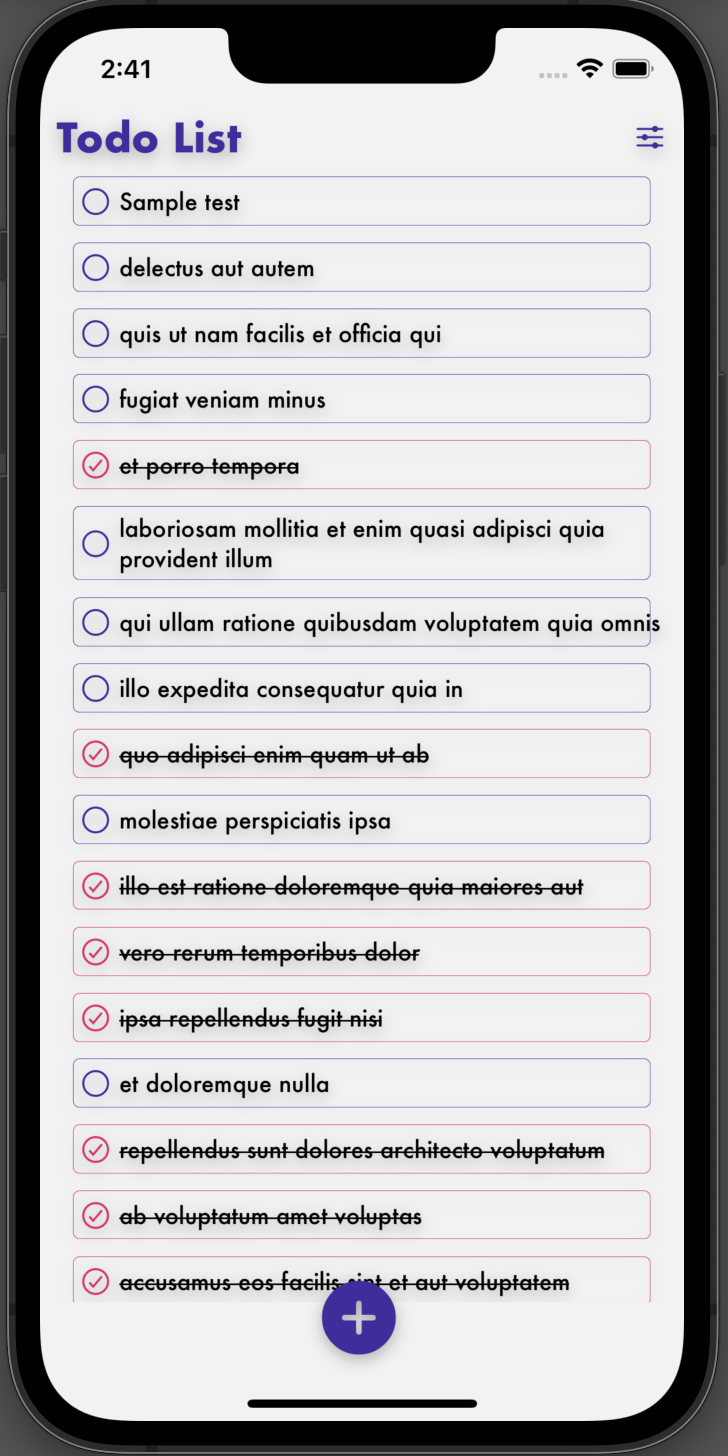 2:41
Todo List
Sample test
delectus aut autem
quis ut nam facilis et officia qui
fugiat veniam minus
et porro tempora
laboriosam mollitia et enim quasi adipisci quia
provident illum
qui ullam ratione quibusdam voluptatem quia omnis
illo expedita consequatur quia in
quo adipisci enim quam ut ab
molestiae perspiciatis ipsa
illo est ratione doloremque quia maiores aut
vero rerum temporibus dolor
ipsa repellendus fugit nisi
et doloremque nulla
repellendus sunt dolores architecto voluptatum
ab voluptatum amet voluptas
accusamus eos facilis sint et aut voluptatem